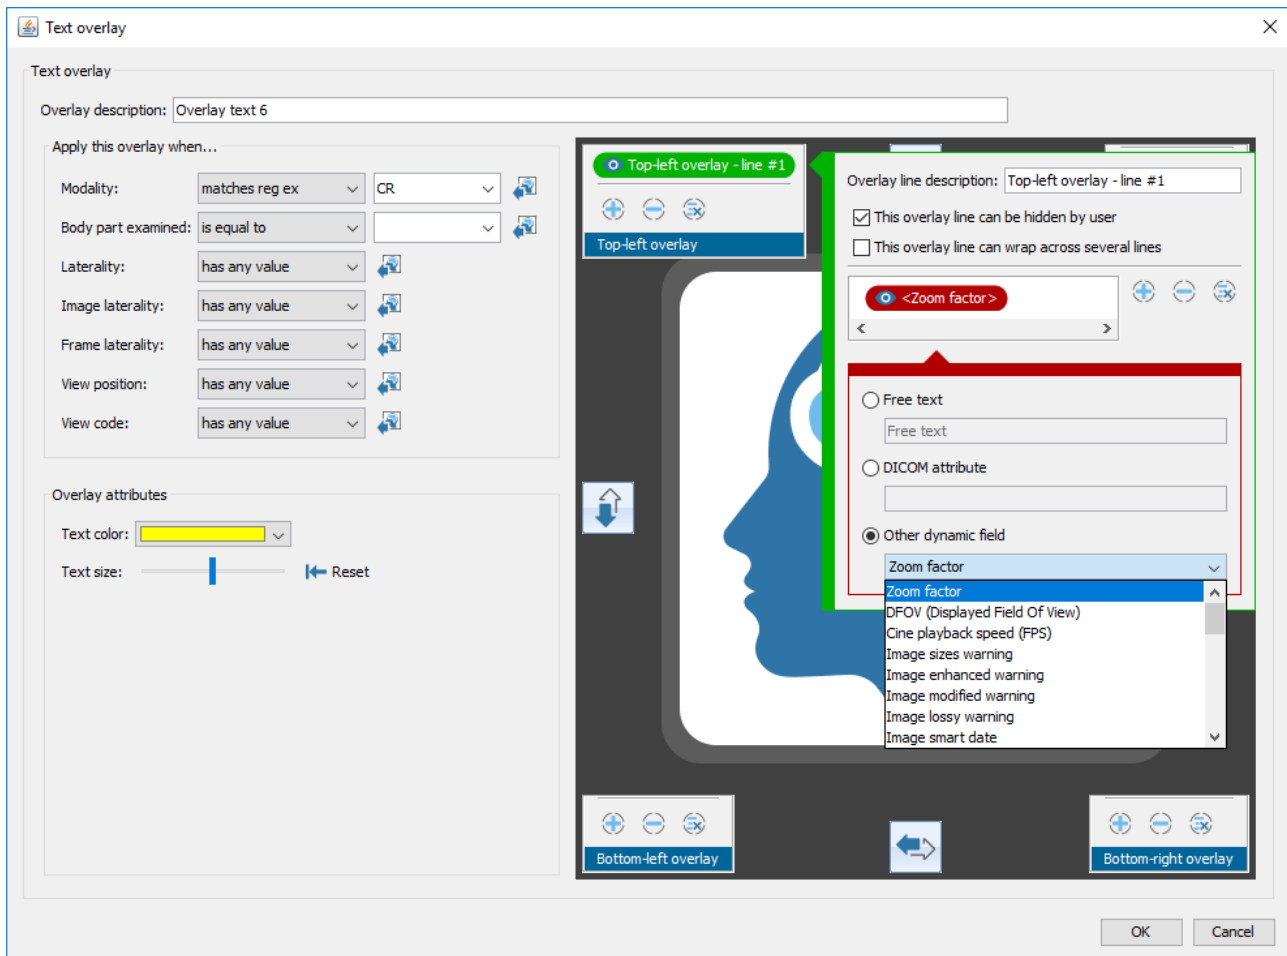 Text overlay
Text overlay
Overlay description: Overlay text 6
Apply this overlay when...
Modality: matches reg ex CR
Body part examined: is equal to
Laterality: has any value
Image laterality: has any value
Frame laterality: has any value
View position: has any value
View code: has any value
Overlay attributes
Text color:
Text size: Reset
Top-left overlay - line #1
Top-left overlay
Overlay line description: Top-left overlay - line #1
This overlay line can be hidden by user
This overlay line can wrap across several lines
<Zoom factor>
Free text
Free text
DICOM attribute
Other dynamic field
Zoom factor
Zoom factor
DFOV (Displayed Field Of View)
Cine playback speed (FPS)
Image sizes warning
Image enhanced warning
Image modified warning
Image lossy warning
Image smart date
Bottom-left overlay
Bottom-right overlay
OK Cancel